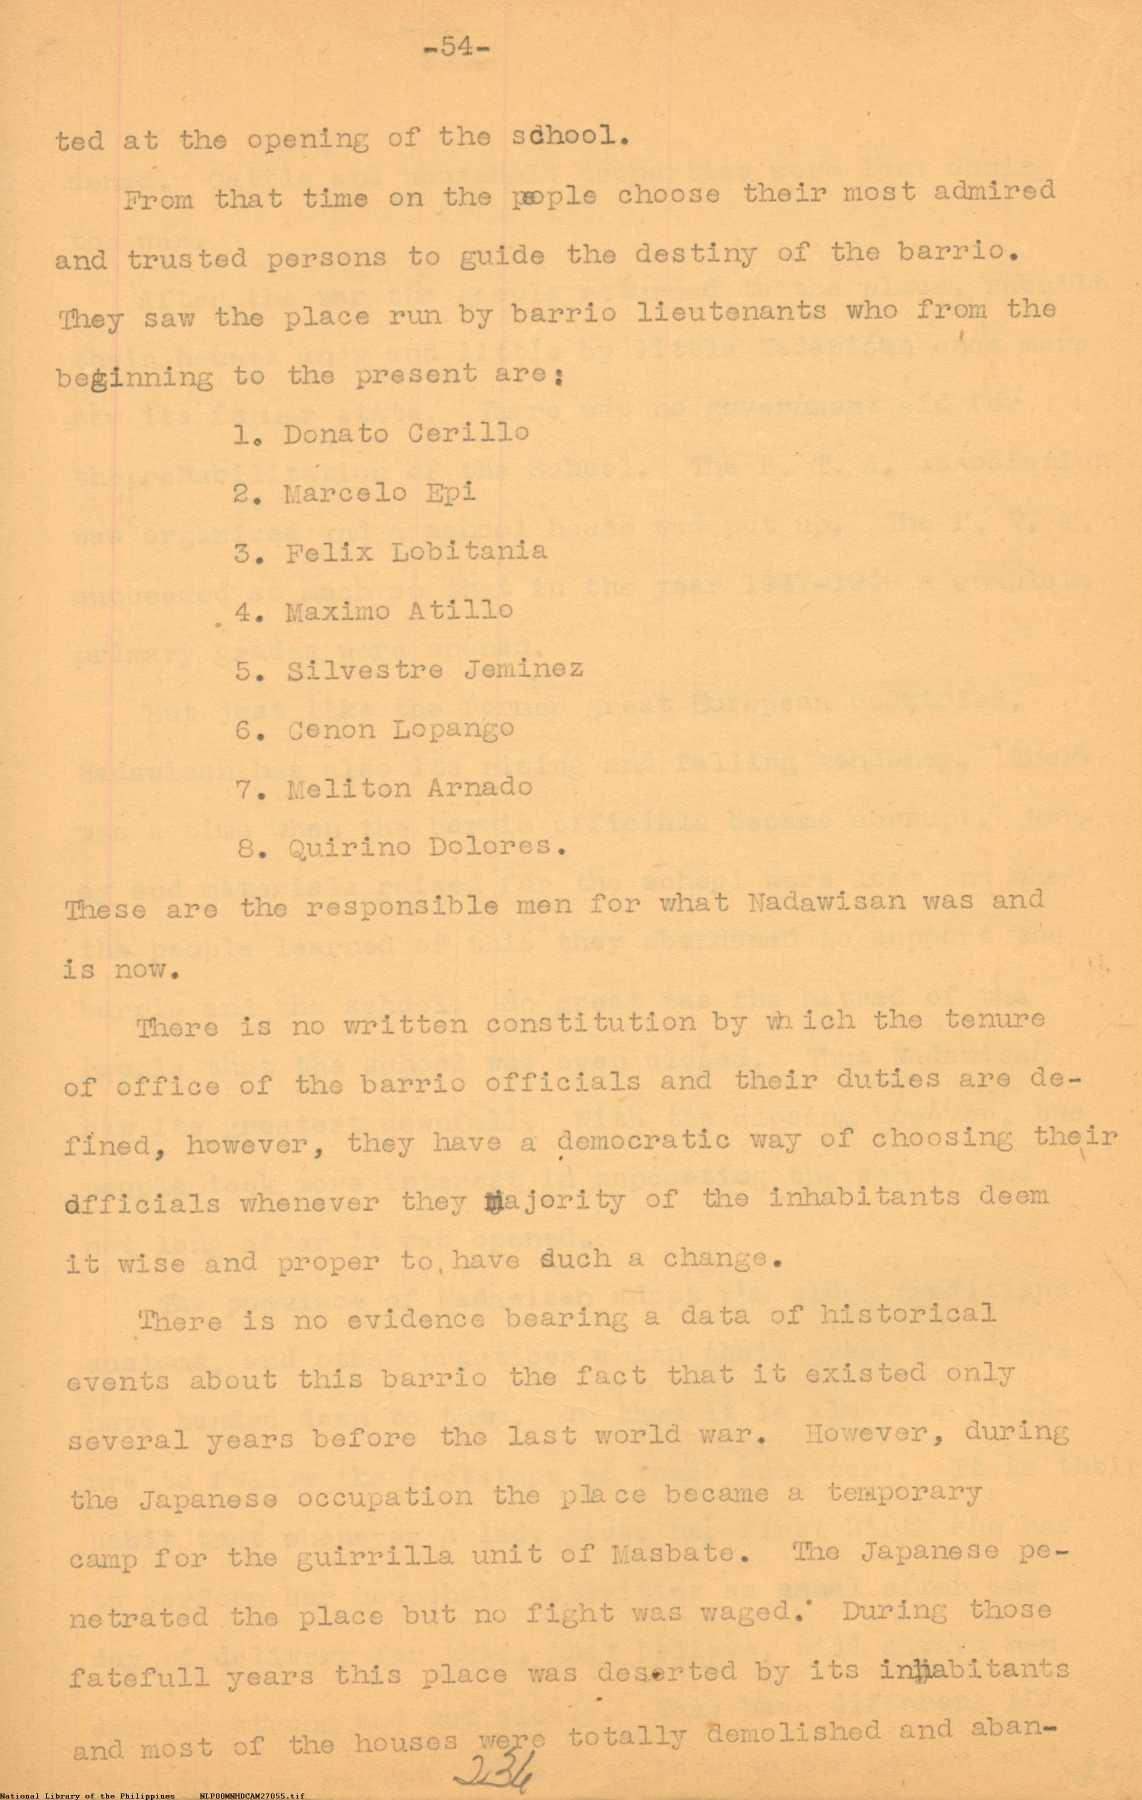 -54-
ted at the opening of the school.
From that time on the people choose their most admired
and trusted persons to guide the destiny of the barrio.
They saw the place run by barrio lieutenants who from the
beginning to the present are:
1. Donato Cerillo
2. Marcelo Epi
3. Felix Lobitania
4. Maximo Atillo
5. Silvestre Jeminez
6. Cenon Lopango
7. Meliton Arnado
8. Quirino Dolores.
These are the responsible men for what Nadawisan was and
is now.
There is no written constitution by wh ich the tenure
of office of the barrio officials and their duties are de-
fined, however, they have a democratic way of choosing their
officials whenever they majority of the inhabitants deem
it wise and proper to have such a change.
There is no evidence bearing a data of historical
events about this barrio the fact that it existed only
several years before the last world war. However, during
the Japanese occupation the place became a temporary
camp for the guirrilla unit of Masbate. The Japanese pe-
netrated the place but no fight was waged. During those
fatefull years this place was deserted by its inhabitants
and most of the houses were totally demolished and aban-
236
National Library of the Philippines NLP00MNHDCAM27055.tif